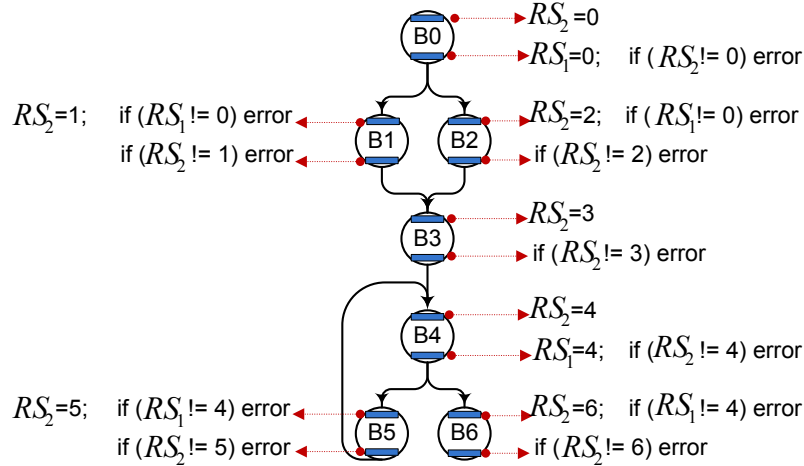 B0
RS₂=0
RS₁=0; if (RS₂ != 0) error
RS₂=1; if (RS₁ != 0) error
B1
B2
RS₂=2; if (RS₁!= 0) error
if (RS₂ != 1) error
if (RS₂ != 2) error
B3
RS₂=3
if (RS₂ != 3) error
B4
RS₂=4
RS₁=4; if (RS₂ != 4) error
RS₂=5; if (RS₁ != 4) error
B5
B6
RS₂=6; if (RS₁ != 4) error
if (RS₂ != 5) error
if (RS₂ != 6) error